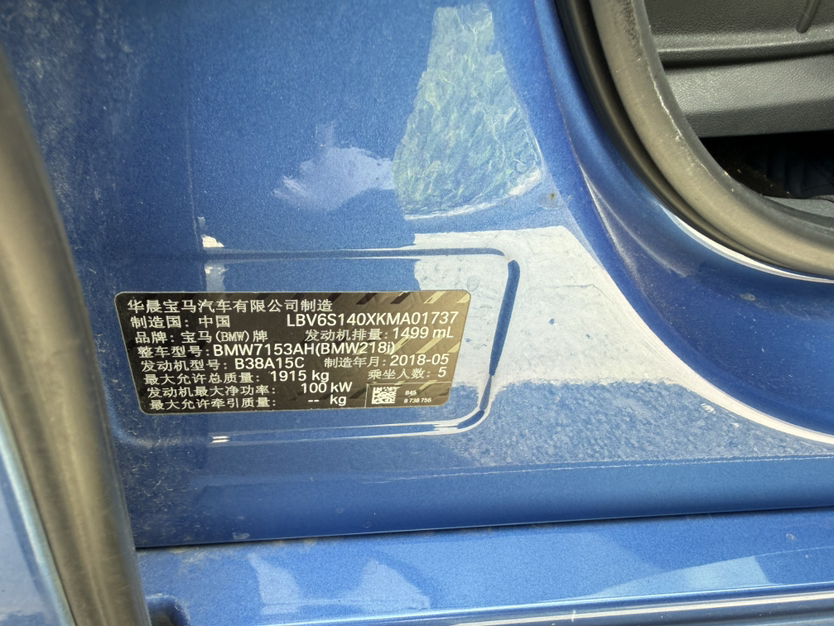 华晨宝马汽车有限公司制造
制造国: 中国 LBV6S140XKMA01737
品牌: 宝马(BMW)牌 发动机排量: 1499 mL
整车型号: BMW7153AH(BMW218i)
发动机型号: B38A15C 制造年月: 2018-05
最大允许总质量: 1915 kg 乘坐人数: 5
发动机最大净功率: 100 kW
最大允许牵引质量: -- kg
845
8 738 756